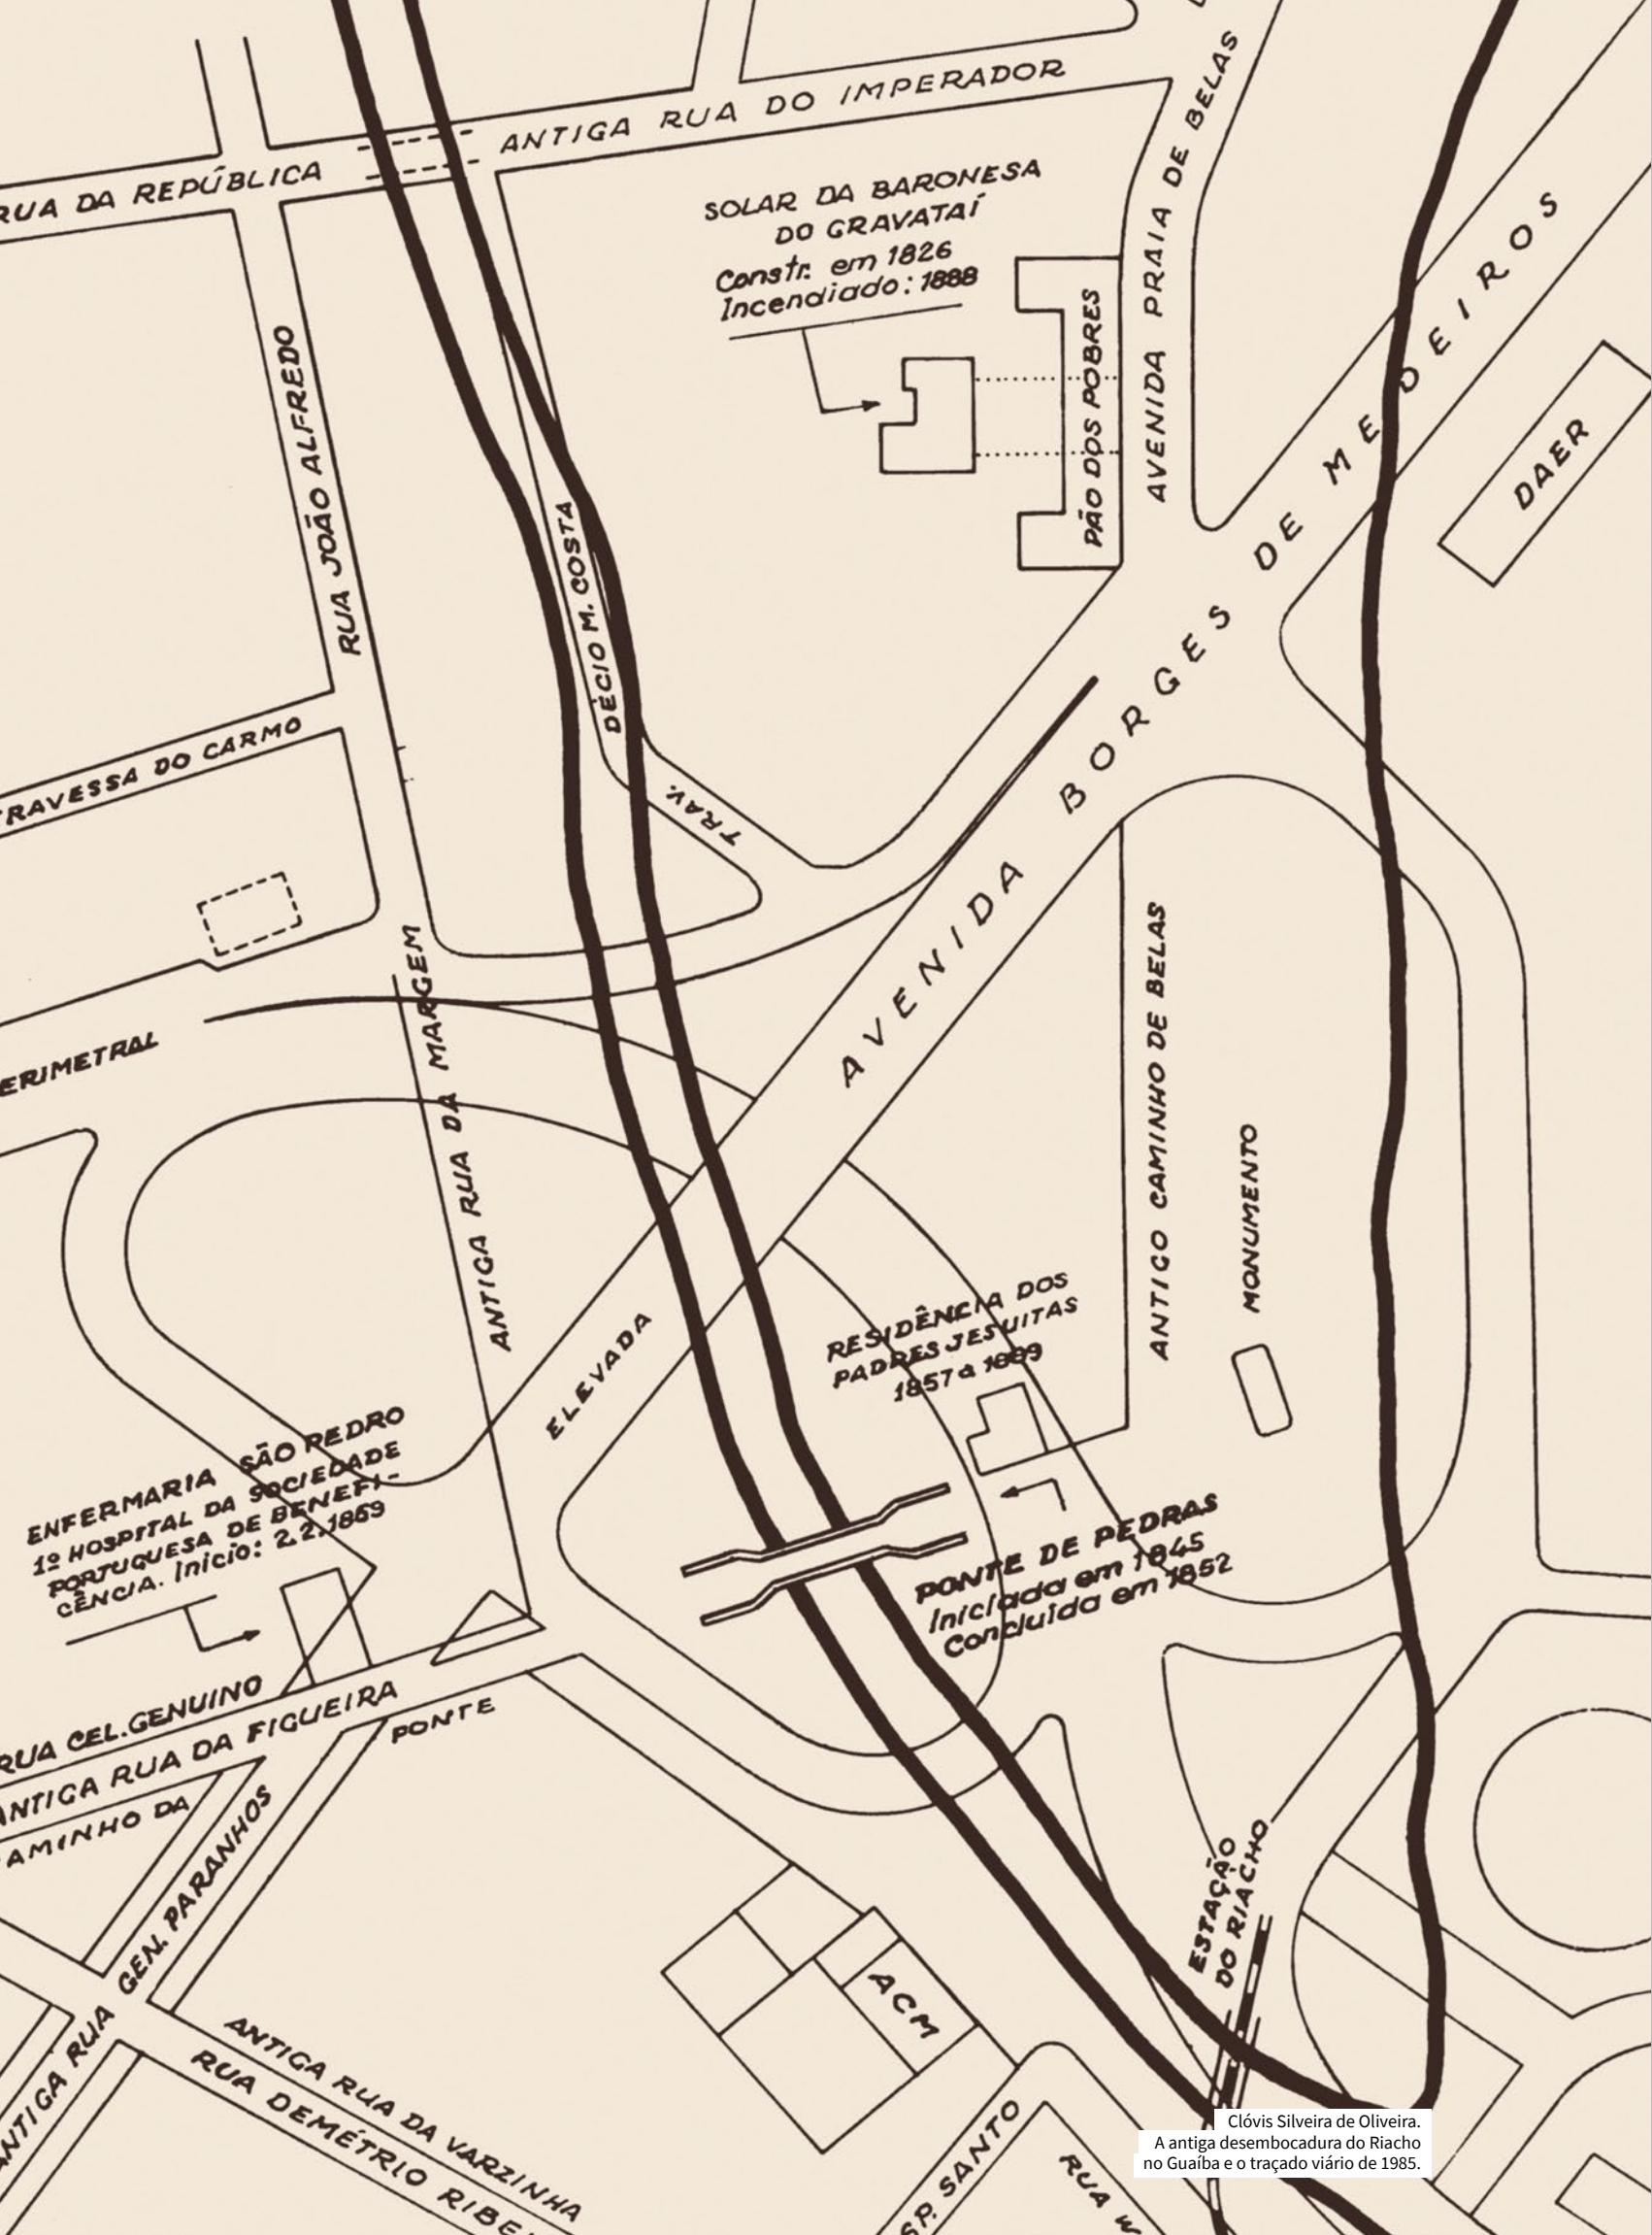 ANTIGA RUA DO IMPERADOR
RUA DA REPÚBLICA
AVENIDA PRAIA DE BELAS
SOLAR DA BARONESA
DO GRAVATAÍ
Constr. em 1826
Incendiado: 1888
PÃO DOS POBRES
DAER
RUA JOÃO ALFREDO
TRAV. DÉCIO M. COSTA
TRAVESSA DO CARMO
AVENIDA BORGES DE MEDEIROS
ANTIGA RUA DA MARGEM
ERIMETRAL
ANTIGO CAMINHO DE BELAS
MONUMENTO
ELEVADA
RESIDÊNCIA DOS
PADRES JESUITAS
1857 a 1889
ENFERMARIA SÃO PEDRO
1º HOSPITAL DA SOCIEDADE
PORTUGUESA DE BENEFI-
CÊNCIA. Inicio: 2.2.1859
PONTE DE PEDRAS
Iniciada em 1845
Concluida em 1852
RUA CEL. GENUINO
ANTIGA RUA DA FIGUEIRA
AMINHO DA PONTE
ANTIGA RUA GEN. PARANHOS
ESTAÇÃO
DO RIACHO
ACM
ANTIGA RUA DA VARZINHA
RUA DEMÉTRIO RIBE
SP. SANTO
RUA W
Clóvis Silveira de Oliveira.
A antiga desembocadura do Riacho
no Guaíba e o traçado viário de 1985.